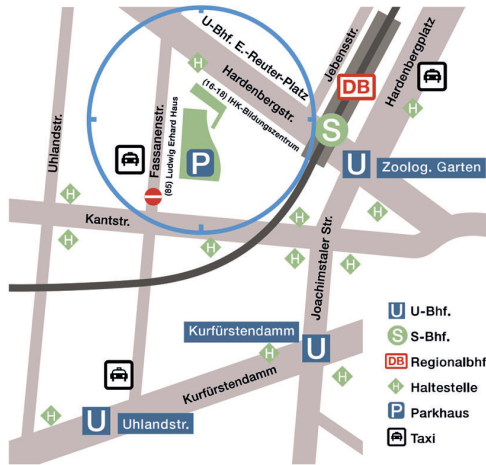 U-Bhf. E.-Reuter-Platz
Hardenbergstr.
Jebensstr.
Hardenbergplatz
(16-18) IHK-Bildungszentrum
DB
S
Uhlandstr.
Fassanenstr.
(85) Ludwig Erhard Haus
P
U
Zoolog. Garten
H
H
H
H
H
H
H
H
H
H
H
Kantstr.
Joachimstaler Str.
Kurfürstendamm
U
Kurfürstendamm
U
Uhlandstr.
U U-Bhf.
S S-Bhf.
DB Regionalbhf
H Haltestelle
P Parkhaus
Taxi